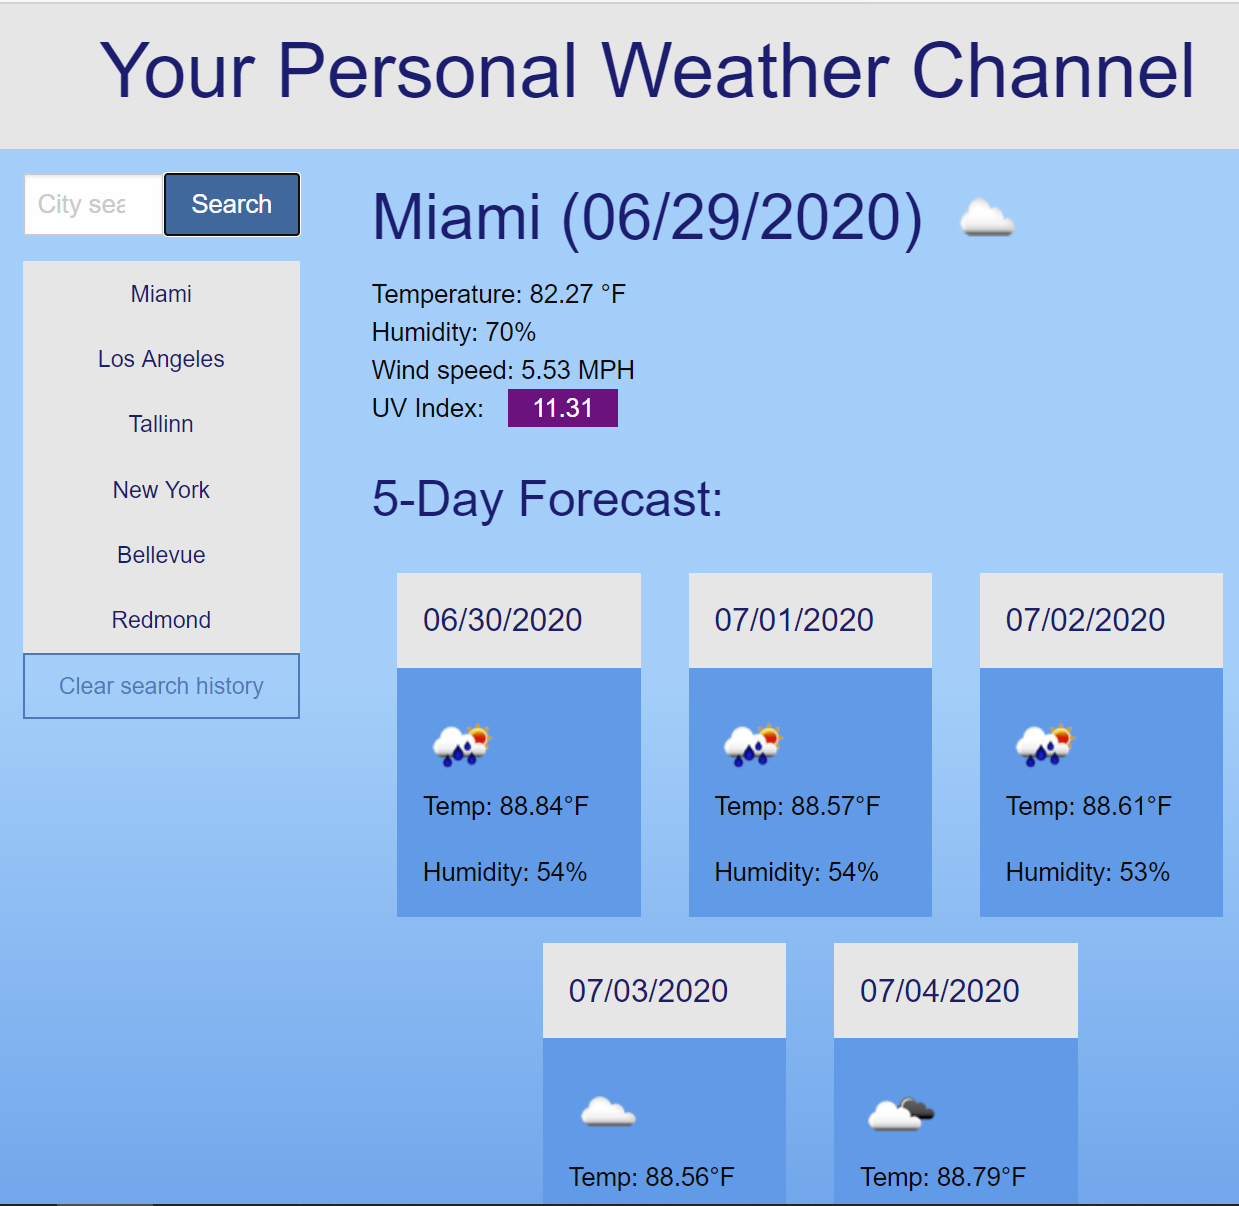 Your Personal Weather Channel
City sea
Search
Miami
Los Angeles
Tallinn
New York
Bellevue
Redmond
Clear search history
Miami (06/29/2020)
Temperature: 82.27 °F
Humidity: 70%
Wind speed: 5.53 MPH
UV Index: 11.31
5-Day Forecast:
06/30/2020
Temp: 88.84°F
Humidity: 54%
07/01/2020
Temp: 88.57°F
Humidity: 54%
07/02/2020
Temp: 88.61°F
Humidity: 53%
07/03/2020
Temp: 88.56°F
07/04/2020
Temp: 88.79°F